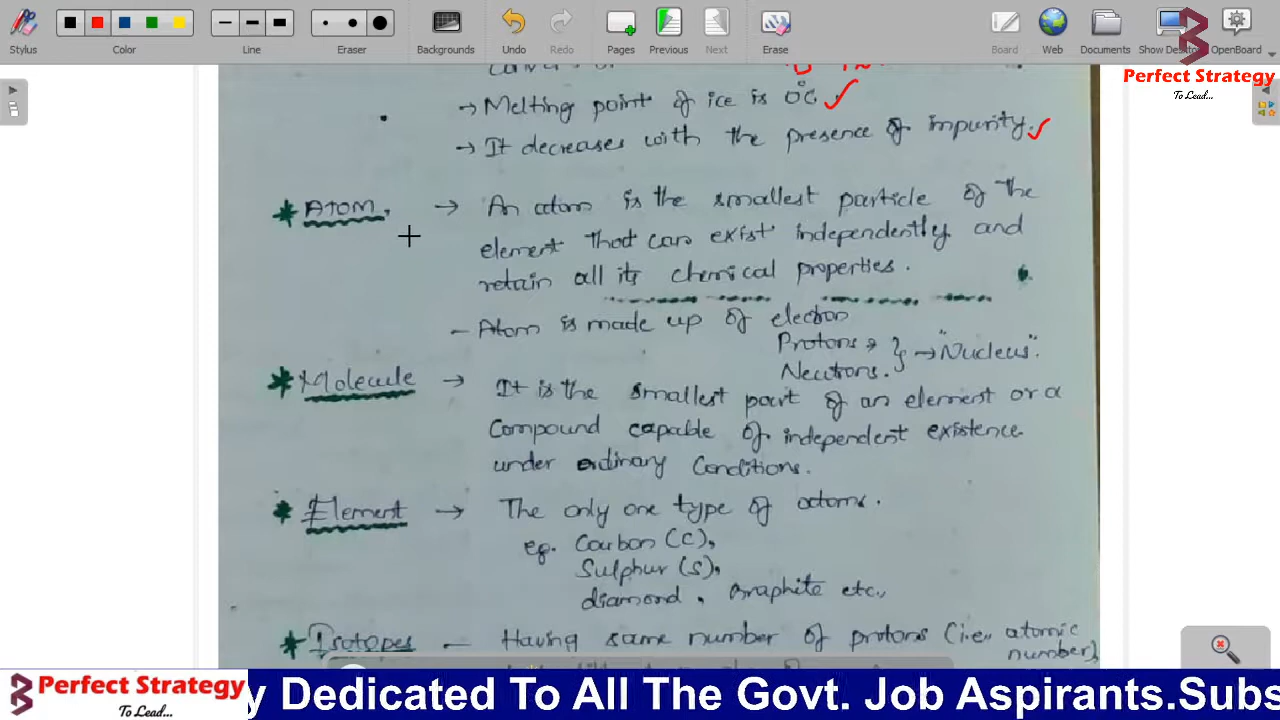 Stylus
Color
Line
Eraser
Backgrounds
Undo
Redo
Pages
Previous
Next
Erase
Board
Web
Documents
Show Desktop
OpenBoard
Perfect Strategy
To Lead...
→ Melting point of ice is 0°C ✓
→ It decreases with the presence of impurity. ✓
* Atom, → An atom is the smallest particle of the
element that can exist independently and
retain all its chemical properties.
- Atom is made up of electron
Protons,
Neutrons. } → "Nucleus".
* Molecule → It is the smallest part of an element or a
Compound capable of independent existence
under ordinary Conditions.
* Element → The only one type of atoms.
eg. Carbon (C),
Sulphur (S),
diamond, Graphite etc.,
* Isotopes - Having same number of protons (i.e., atomic
number),
Perfect Strategy
To Lead...
y Dedicated To All The Govt. Job Aspirants.Subs